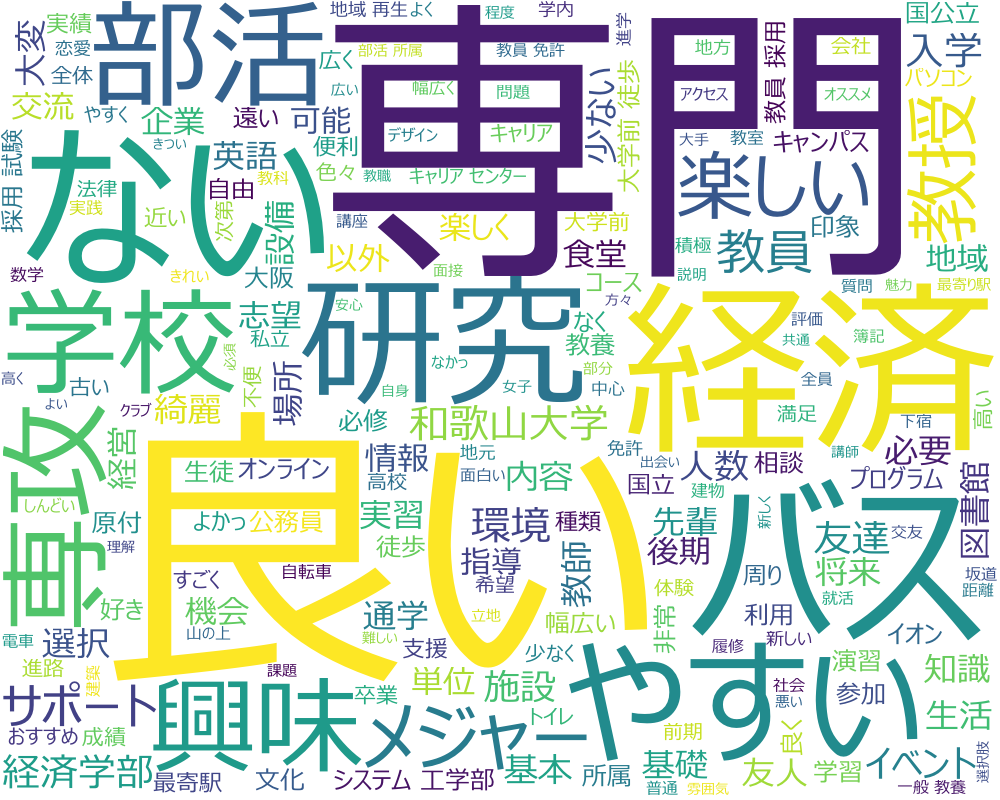 実績
大変
恋愛
全体
交流
やすく
企業
きつい
部活
地域 再生
よく
程度
学内
広く
部活 所属
教員 免許
広い
幅広く
問題
遠い
可能
デザイン
キャリア
便利
専門
少ない
徒歩
進学
大学前
地方
アクセス
大手
教室
教員 採用
会社
オススメ
キャンパス
国公立
入学
パソコン
教授
採用 試験
法律
実践
ない
英語
自由
教科
色々
教職
キャリア センター
近い
次第
設備
講座
楽しく
大学前
楽しい
印象
数学
きれい
大阪
以外
面接
食堂
積極
教員
説明
質問
地域
魅力
最寄り駅
学校
志望
私立
必須
安心
研究
なく
コース
方々
教養
なかっ
部分
経済
評価
共通
簿記
高く
よい
古い
クラブ
綺麗
不便
場所
必修
自身
女子
中心
和歌山大学
満足
全員
下宿
高い
専攻
経営
しんどい
原付
理解
生徒
オンライン
よかっ
公務員
良い
情報
高校
地元
面白い
内容
出会い
免許
国立
人数
建物
相談
新しく
講師
必要
プログラム
図書館
実習
徒歩
環境
種類
先輩
後期
バス
友達
交友
将来
就活
坂道
距離
すごく
自転車
指導
希望
教師
体験
周り
電車
好き
機会
山の上
通学
立地
幅広い
非常
利用
履修
新しい
イオン
選択
進路
建築
課題
支援
難しい
少なく
やすい
社会
悪い
演習
参加
知識
サポート
興味
卒業
単位
施設
おすすめ
成績
メジャー
トイレ
前期
良く
生活
経済学部
最寄駅
文化
システム 工学部
基本
所属
基礎
普通
雰囲気
友人
学習
イベント
選択肢
一般 教養